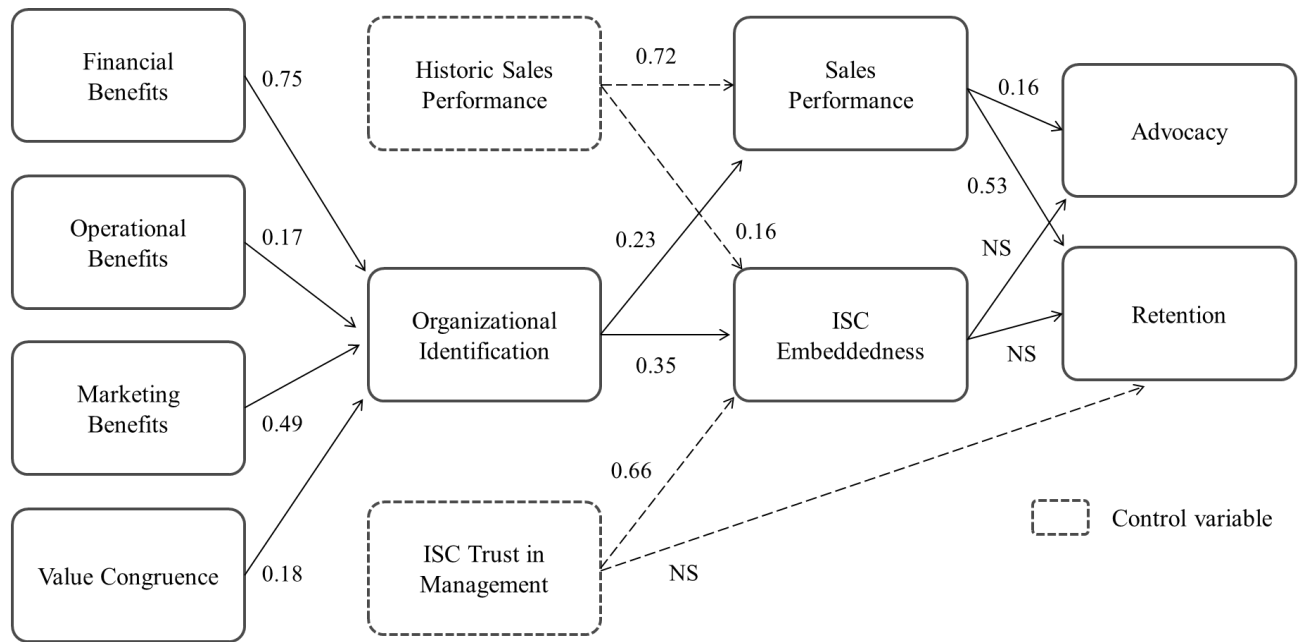 Financial
Benefits
0.75
Operational
Benefits
0.17
Marketing
Benefits
0.49
Value Congruence
0.18
Historic Sales
Performance
0.72
0.16
Organizational
Identification
0.23
0.35
ISC Trust in
Management
0.66
NS
Sales
Performance
0.16
0.53
ISC
Embeddedness
NS
NS
Advocacy
Retention
Control variable